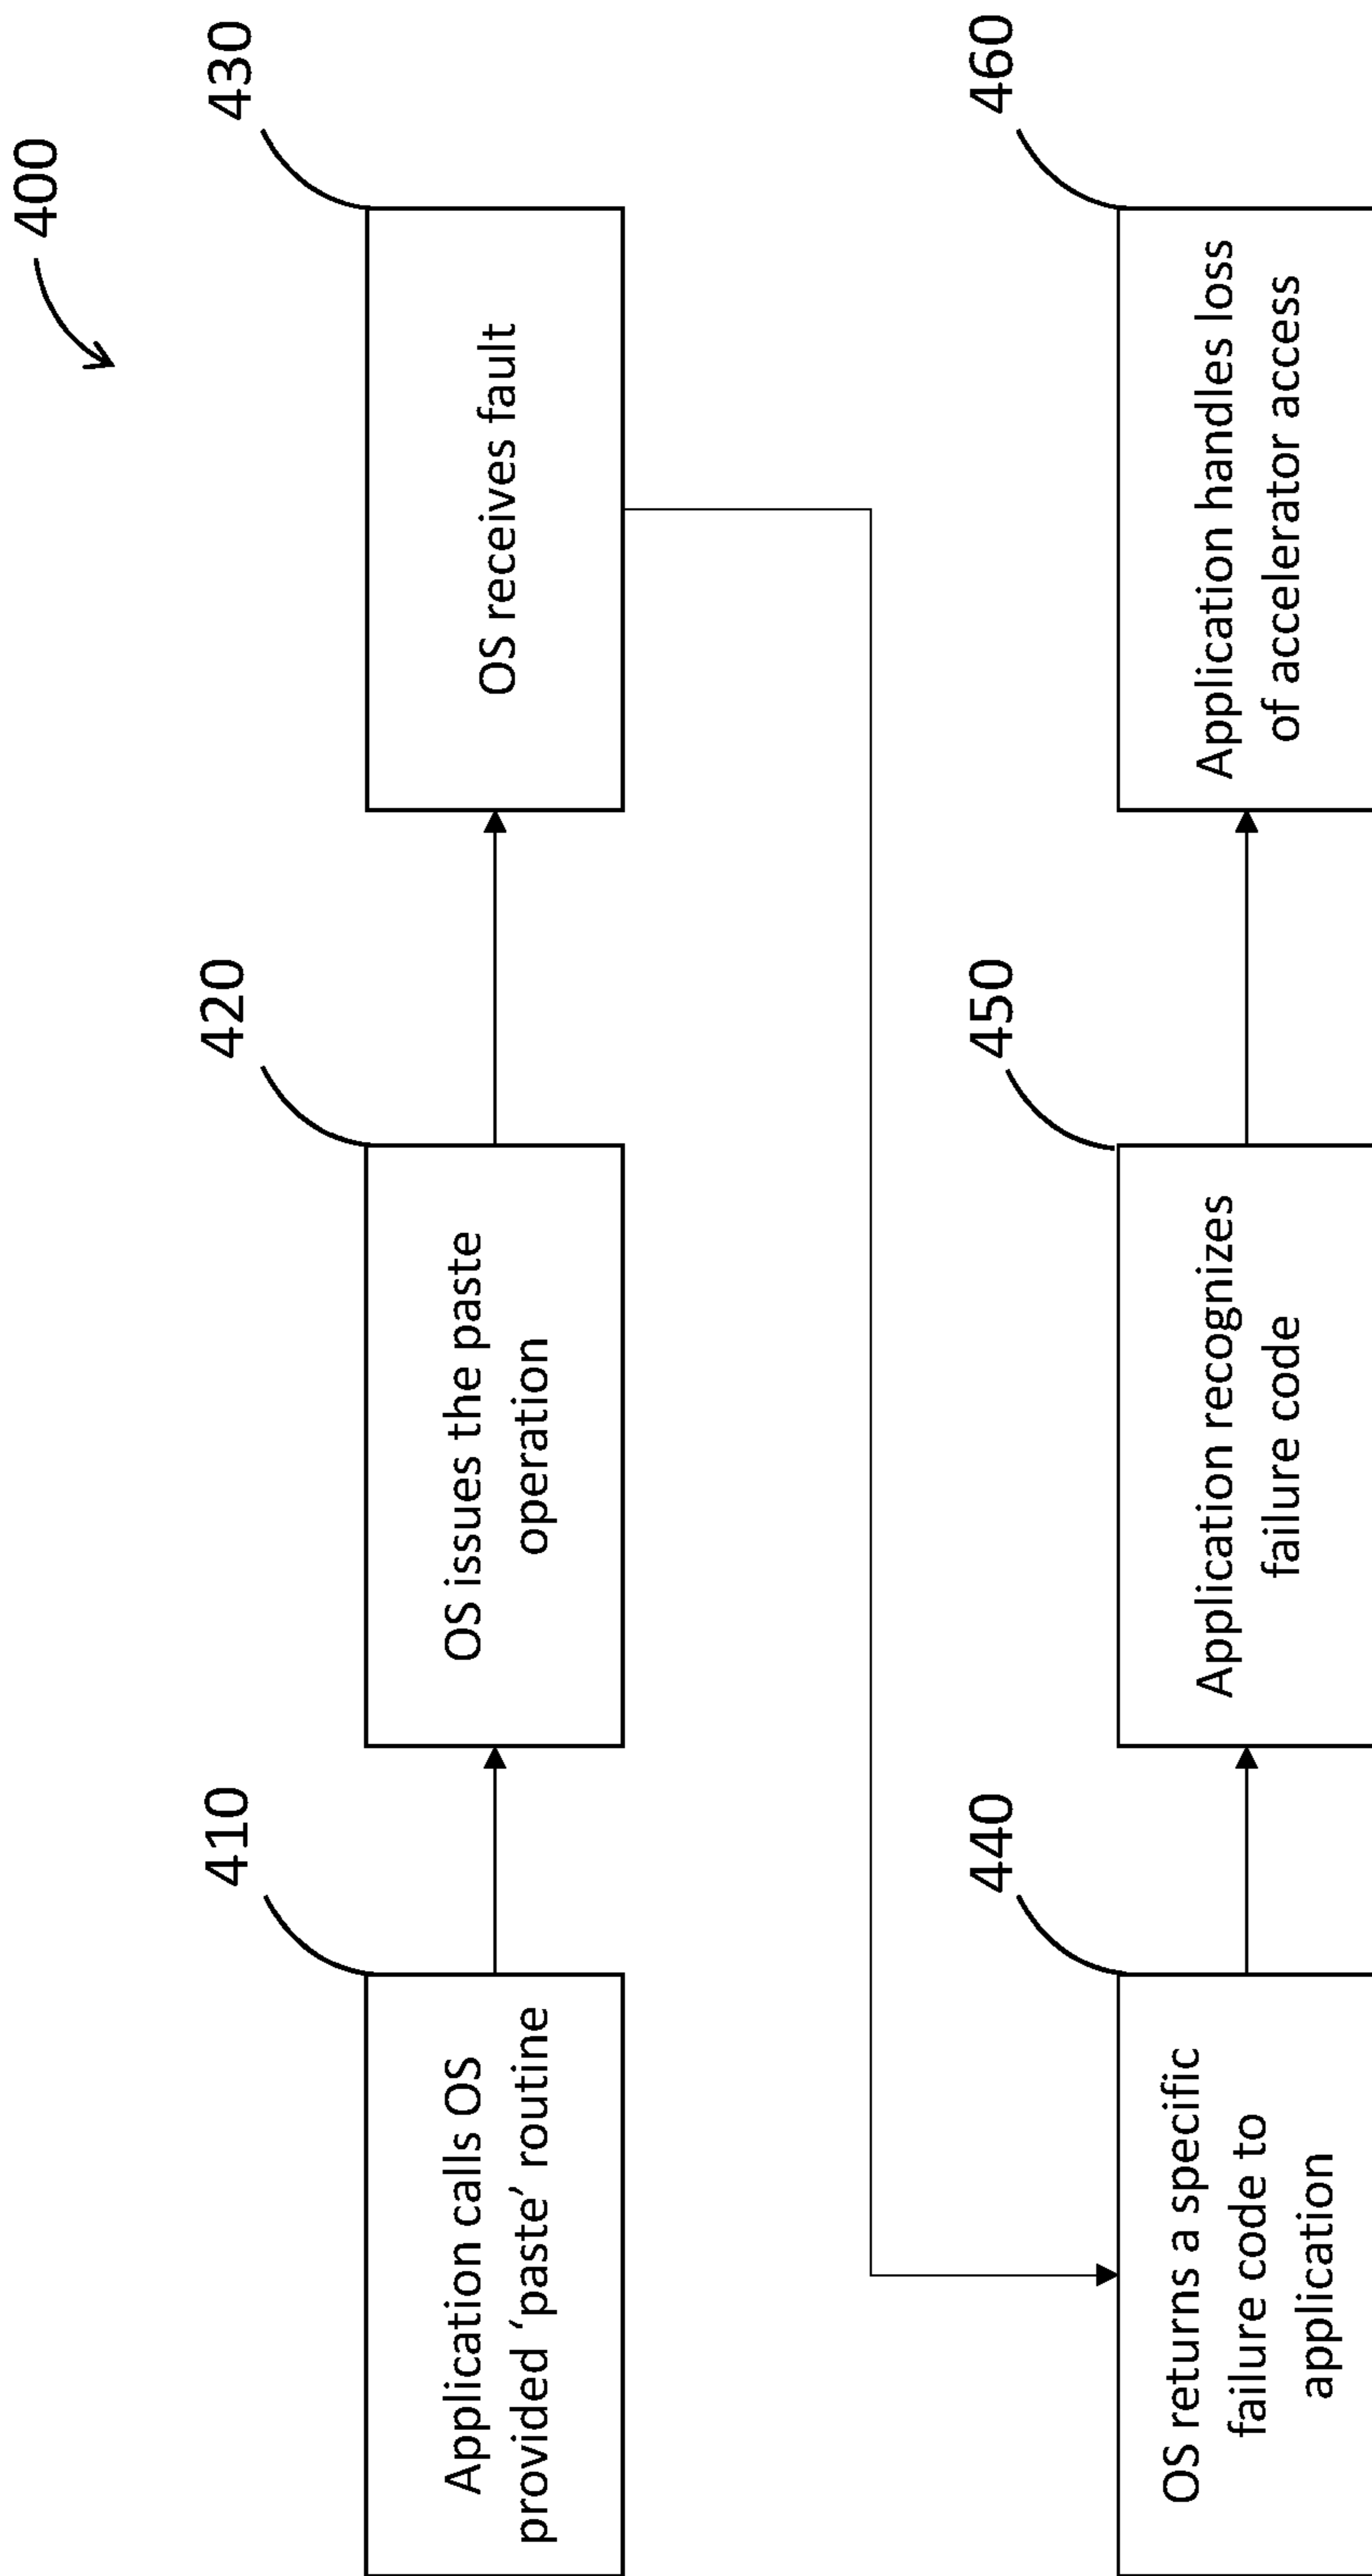 400
410
Application calls OS
provided ‘paste’ routine
420
OS issues the paste
operation
430
OS receives fault
440
OS returns a specific
failure code to
application
450
Application recognizes
failure code
460
Application handles loss
of accelerator access